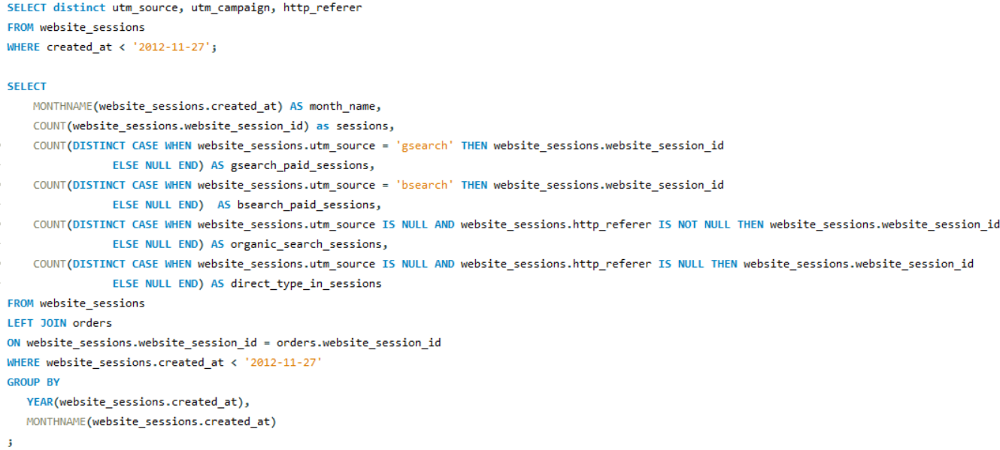 SELECT distinct utm_source, utm_campaign, http_referer
FROM website_sessions
WHERE created_at < '2012-11-27';

SELECT
    MONTHNAME(website_sessions.created_at) AS month_name,
    COUNT(website_sessions.website_session_id) as sessions,
    COUNT(DISTINCT CASE WHEN website_sessions.utm_source = 'gsearch' THEN website_sessions.website_session_id
                ELSE NULL END) AS gsearch_paid_sessions,
    COUNT(DISTINCT CASE WHEN website_sessions.utm_source = 'bsearch' THEN website_sessions.website_session_id
                ELSE NULL END)  AS bsearch_paid_sessions,
    COUNT(DISTINCT CASE WHEN website_sessions.utm_source IS NULL AND website_sessions.http_referer IS NOT NULL THEN website_sessions.website_session_id
                ELSE NULL END) AS organic_search_sessions,
    COUNT(DISTINCT CASE WHEN website_sessions.utm_source IS NULL AND website_sessions.http_referer IS NULL THEN website_sessions.website_session_id
                ELSE NULL END) AS direct_type_in_sessions
FROM website_sessions
LEFT JOIN orders
ON website_sessions.website_session_id = orders.website_session_id
WHERE website_sessions.created_at < '2012-11-27'
GROUP BY
   YEAR(website_sessions.created_at),
   MONTHNAME(website_sessions.created_at)
;